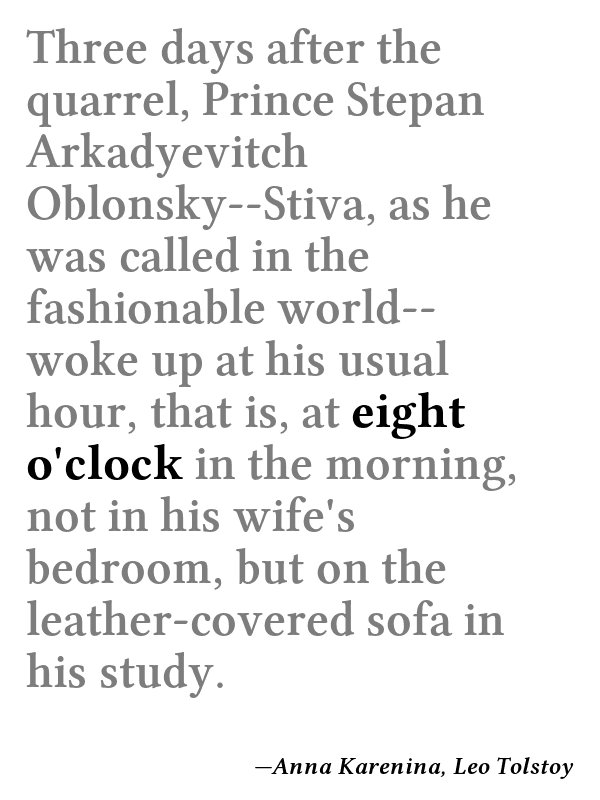 Three days after the
quarrel, Prince Stepan
Arkadyevitch
Oblonsky--Stiva, as he
was called in the
fashionable world--
woke up at his usual
hour, that is, at eight
o'clock in the morning,
not in his wife's
bedroom, but on the
leather-covered sofa in
his study.
—Anna Karenina, Leo Tolstoy